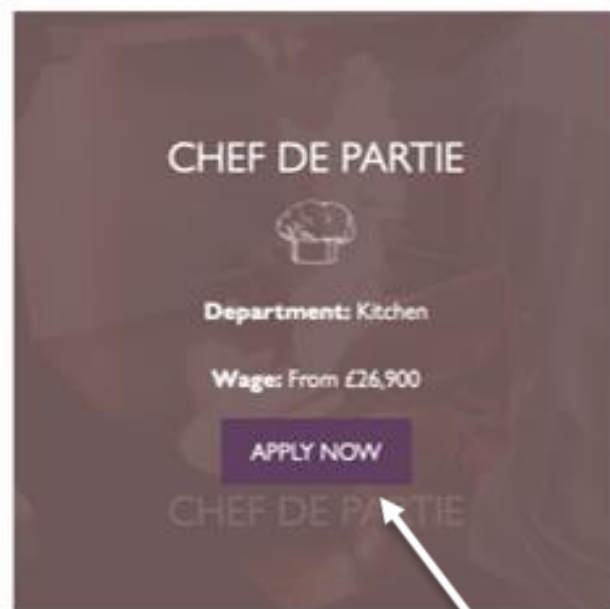 CHEF DE PARTIE
Department: Kitchen
Wage: From £26,900
APPLY NOW
CHEF DE PARTIE